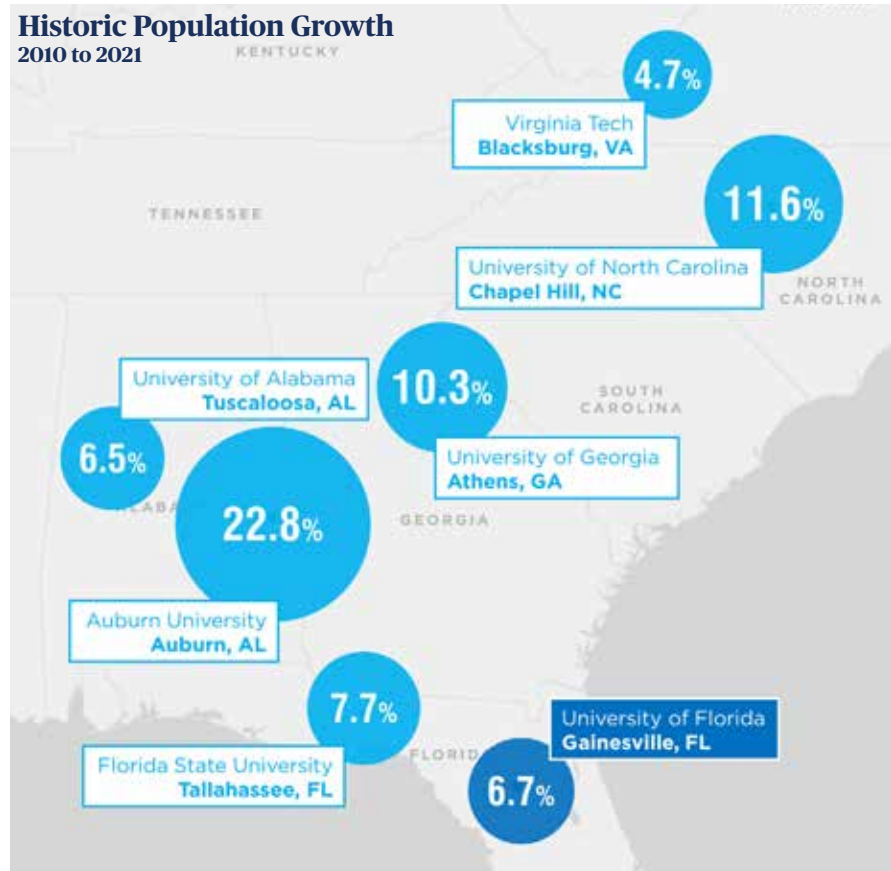 Historic Population Growth
2010 to 2021
KENTUCKY
4.7%
Virginia Tech
Blacksburg, VA
TENNESSEE
11.6%
University of North Carolina
Chapel Hill, NC
NORTH
CAROLINA
University of Alabama
Tuscaloosa, AL
10.3%
SOUTH
CAROLINA
6.5%
University of Georgia
Athens, GA
ALABA
22.8%
GEORGIA
Auburn University
Auburn, AL
7.7%
University of Florida
Gainesville, FL
FLORID
Florida State University
Tallahassee, FL
6.7%